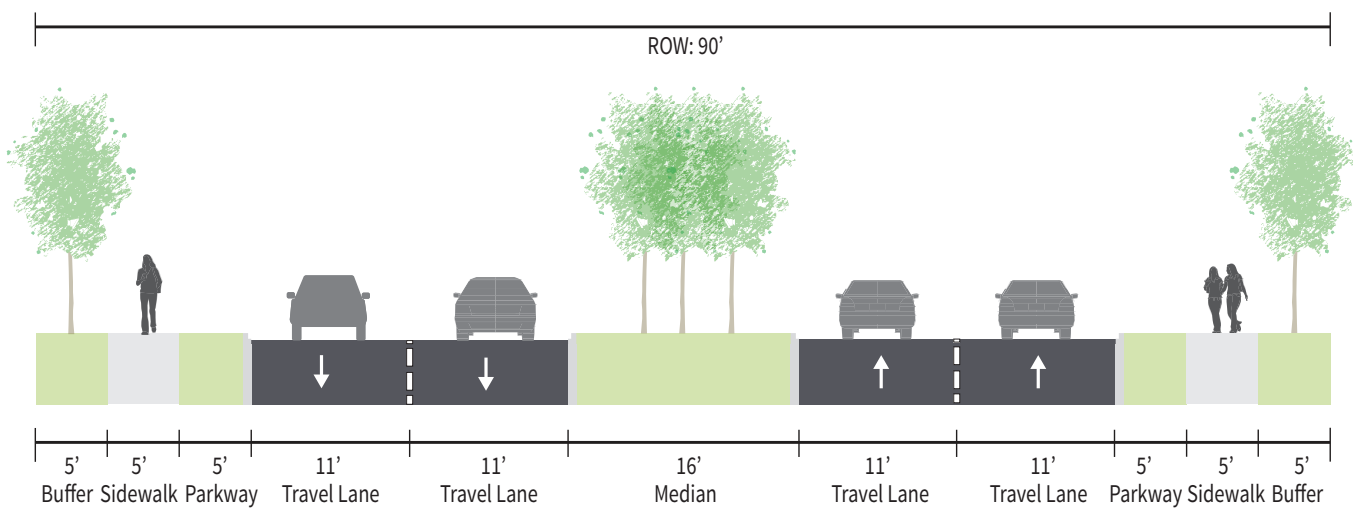 ROW: 90’
5’ 5’ 5’ 11’ 11’ 16’ 11’ 11’ 5’ 5’ 5’
Buffer Sidewalk Parkway Travel Lane Travel Lane Median Travel Lane Travel Lane Parkway Sidewalk Buffer